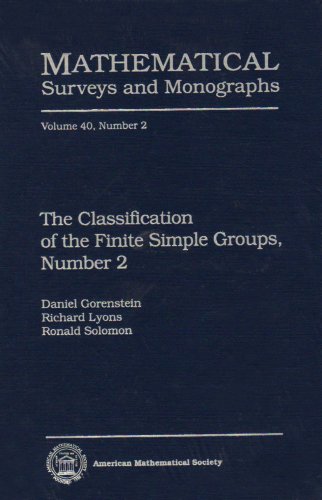 MATHEMATICAL
Surveys and Monographs
Volume 40, Number 2
The Classification
of the Finite Simple Groups,
Number 2
Daniel Gorenstein
Richard Lyons
Ronald Solomon
American Mathematical Society